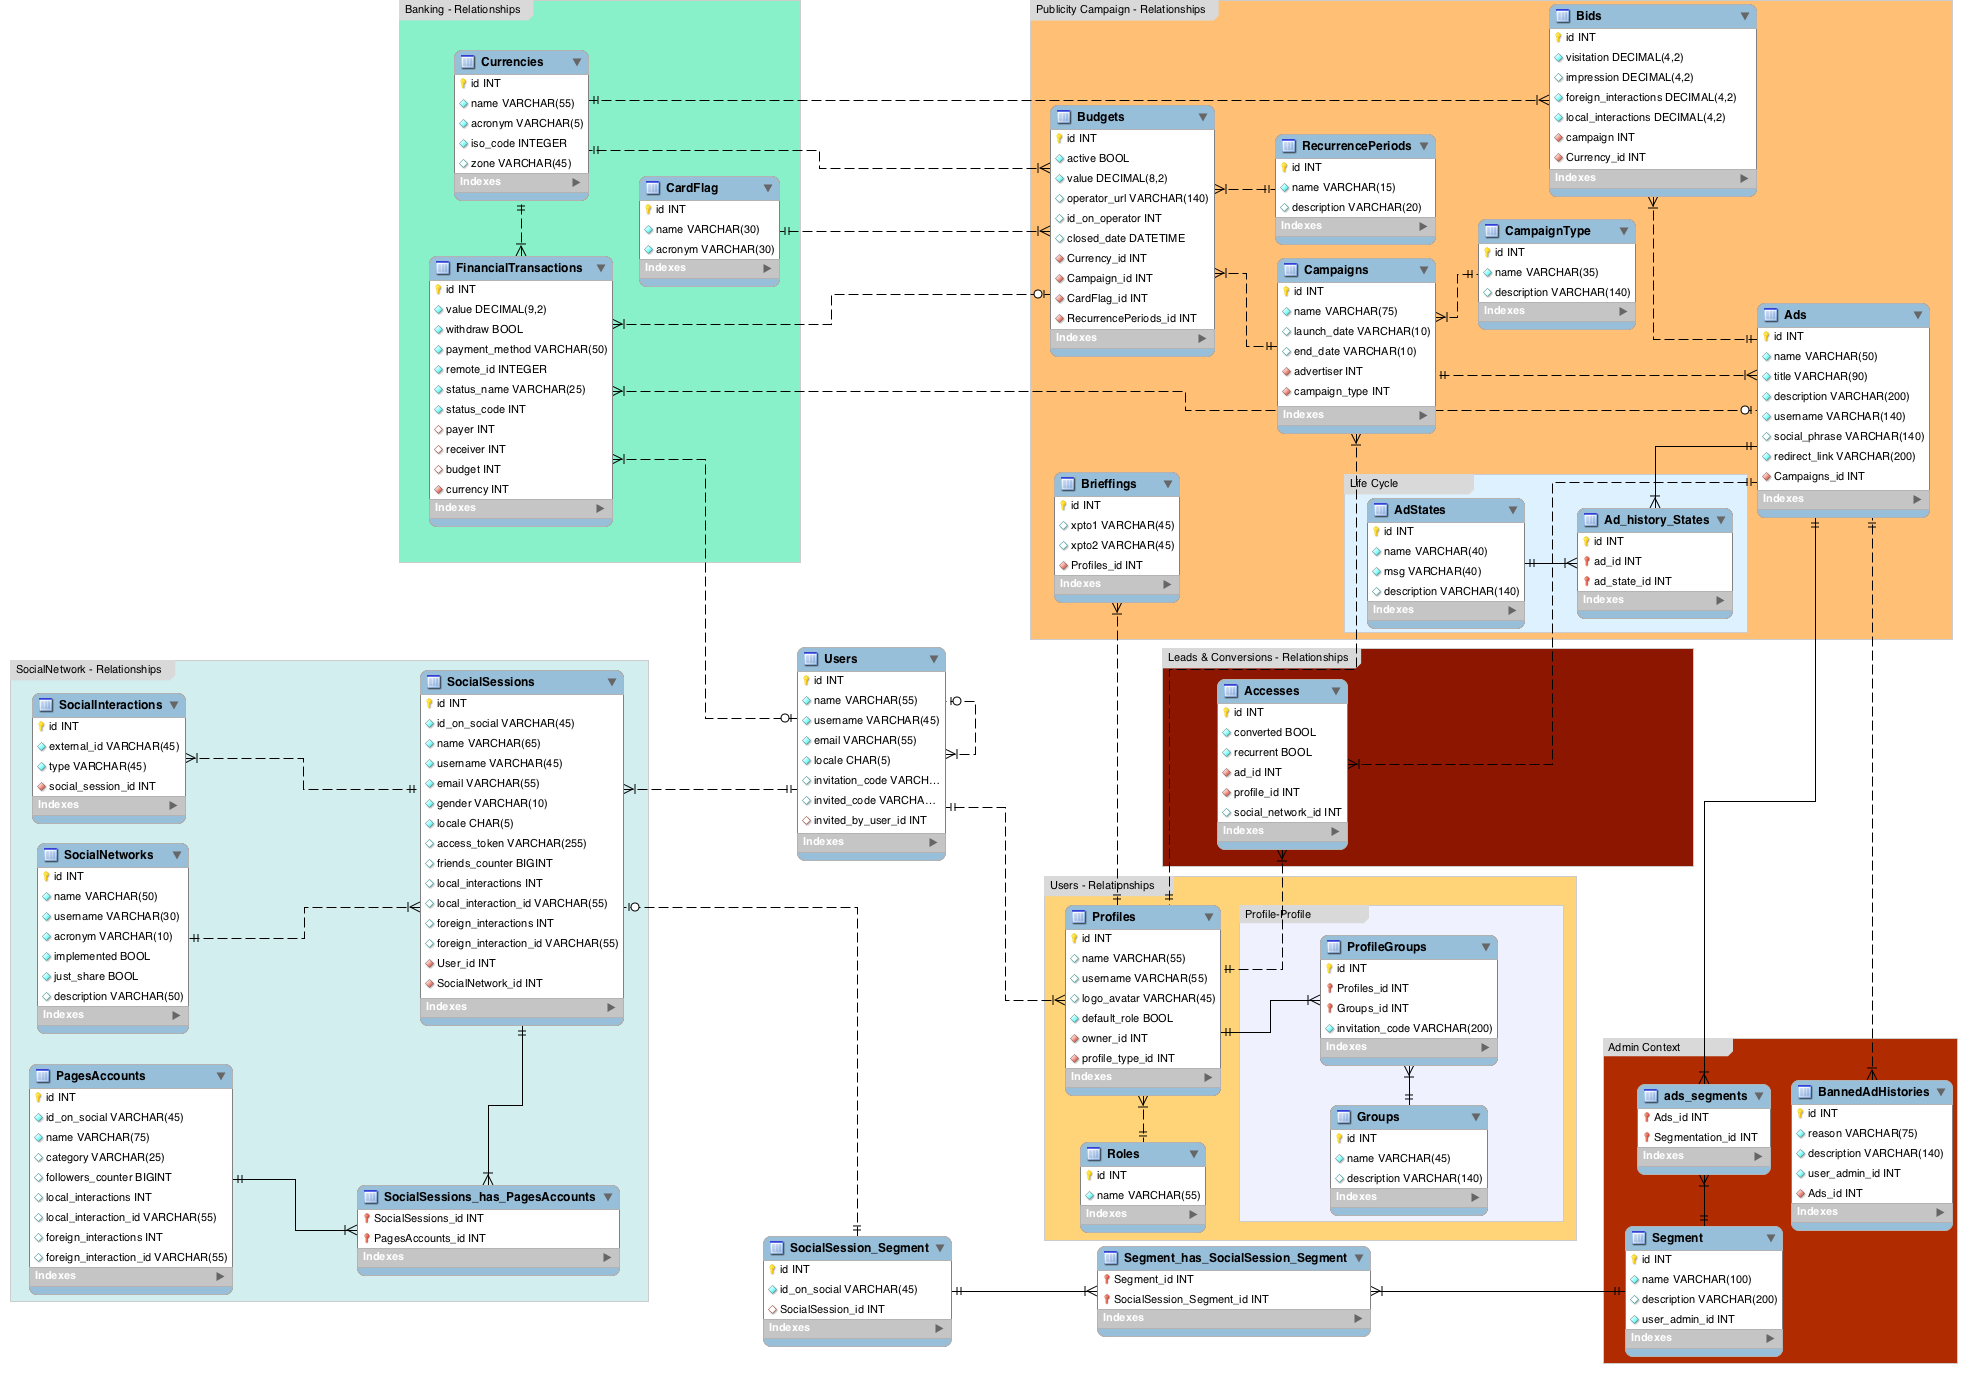 Banking - Relationships
Currencies
id INT
name VARCHAR(55)
acronym VARCHAR(5)
iso_code INTEGER
zone VARCHAR(45)
Indexes
CardFlag
id INT
name VARCHAR(30)
acronym VARCHAR(30)
Indexes
FinancialTransactions
id INT
value DECIMAL(9,2)
withdraw BOOL
payment_method VARCHAR(50)
remote_id INTEGER
status_name VARCHAR(25)
status_code INT
payer INT
receiver INT
budget INT
currency INT
Indexes
Publicity Campaign - Relationships
Bids
id INT
visitation DECIMAL(4,2)
impression DECIMAL(4,2)
foreign_interactions DECIMAL(4,2)
local_interactions DECIMAL(4,2)
campaign INT
Currency_id INT
Indexes
Budgets
id INT
active BOOL
value DECIMAL(8,2)
operator_url VARCHAR(140)
id_on_operator INT
closed_date DATETIME
Currency_id INT
Campaign_id INT
CardFlag_id INT
RecurrencePeriods_id INT
Indexes
RecurrencePeriods
id INT
name VARCHAR(15)
description VARCHAR(20)
Indexes
CampaignType
id INT
name VARCHAR(35)
description VARCHAR(140)
Indexes
Campaigns
id INT
name VARCHAR(75)
launch_date VARCHAR(10)
end_date VARCHAR(10)
advertiser INT
campaign_type INT
Indexes
Ads
id INT
name VARCHAR(50)
title VARCHAR(90)
description VARCHAR(200)
username VARCHAR(140)
social_phrase VARCHAR(140)
redirect_link VARCHAR(200)
Campaigns_id INT
Indexes
Brieffings
id INT
xpto1 VARCHAR(45)
xpto2 VARCHAR(45)
Profiles_id INT
Indexes
Life Cycle
AdStates
id INT
name VARCHAR(40)
msg VARCHAR(40)
description VARCHAR(140)
Indexes
Ad_history_States
id INT
ad_id INT
ad_state_id INT
Indexes
SocialNetwork - Relationships
SocialInteractions
id INT
external_id VARCHAR(45)
type VARCHAR(45)
social_session_id INT
Indexes
SocialNetworks
id INT
name VARCHAR(50)
username VARCHAR(30)
acronym VARCHAR(10)
implemented BOOL
just_share BOOL
description VARCHAR(50)
Indexes
SocialSessions
id INT
id_on_social VARCHAR(45)
name VARCHAR(65)
username VARCHAR(45)
email VARCHAR(55)
gender VARCHAR(10)
locale CHAR(5)
access_token VARCHAR(255)
friends_counter BIGINT
local_interactions INT
local_interaction_id VARCHAR(55)
foreign_interactions INT
foreign_interaction_id VARCHAR(55)
User_id INT
SocialNetwork_id INT
Indexes
PagesAccounts
id INT
id_on_social VARCHAR(45)
name VARCHAR(75)
category VARCHAR(25)
followers_counter BIGINT
local_interactions INT
local_interaction_id VARCHAR(55)
foreign_interactions INT
foreign_interaction_id VARCHAR(55)
Indexes
SocialSessions_has_PagesAccounts
SocialSessions_id INT
PagesAccounts_id INT
Indexes
Users
id INT
name VARCHAR(55)
username VARCHAR(45)
email VARCHAR(55)
locale CHAR(5)
invitation_code VARCH...
invited_code VARCHA...
invited_by_user_id INT
Indexes
Leads & Conversions - Relationships
Accesses
id INT
converted BOOL
recurrent BOOL
ad_id INT
profile_id INT
social_network_id INT
Indexes
Users - Relationships
Profiles
id INT
name VARCHAR(55)
username VARCHAR(55)
logo_avatar VARCHAR(45)
default_role BOOL
owner_id INT
profile_type_id INT
Indexes
Roles
id INT
name VARCHAR(55)
Indexes
Profile-Profile
ProfileGroups
id INT
Profiles_id INT
Groups_id INT
invitation_code VARCHAR(200)
Indexes
Groups
id INT
name VARCHAR(45)
description VARCHAR(140)
Indexes
SocialSession_Segment
id INT
id_on_social VARCHAR(45)
SocialSession_id INT
Indexes
Segment_has_SocialSession_Segment
Segment_id INT
SocialSession_Segment_id INT
Indexes
Admin Context
ads_segments
Ads_id INT
Segmentation_id INT
Indexes
BannedAdHistories
id INT
reason VARCHAR(75)
description VARCHAR(140)
user_admin_id INT
Ads_id INT
Indexes
Segment
id INT
name VARCHAR(100)
description VARCHAR(200)
user_admin_id INT
Indexes